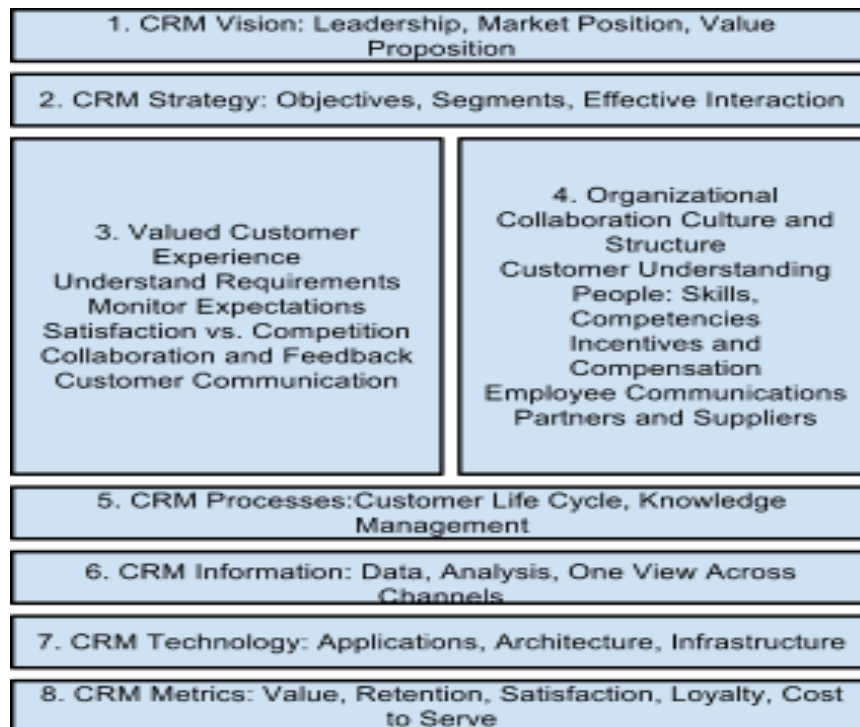 1. CRM Vision: Leadership, Market Position, Value
Proposition
2. CRM Strategy: Objectives, Segments, Effective Interaction
3. Valued Customer
Experience
Understand Requirements
Monitor Expectations
Satisfaction vs. Competition
Collaboration and Feedback
Customer Communication
4. Organizational
Collaboration Culture and
Structure
Customer Understanding
People: Skills,
Competencies
Incentives and
Compensation
Employee Communications
Partners and Suppliers
5. CRM Processes:Customer Life Cycle, Knowledge
Management
6. CRM Information: Data, Analysis, One View Across
Channels
7. CRM Technology: Applications, Architecture, Infrastructure
8. CRM Metrics: Value, Retention, Satisfaction, Loyalty, Cost
to Serve